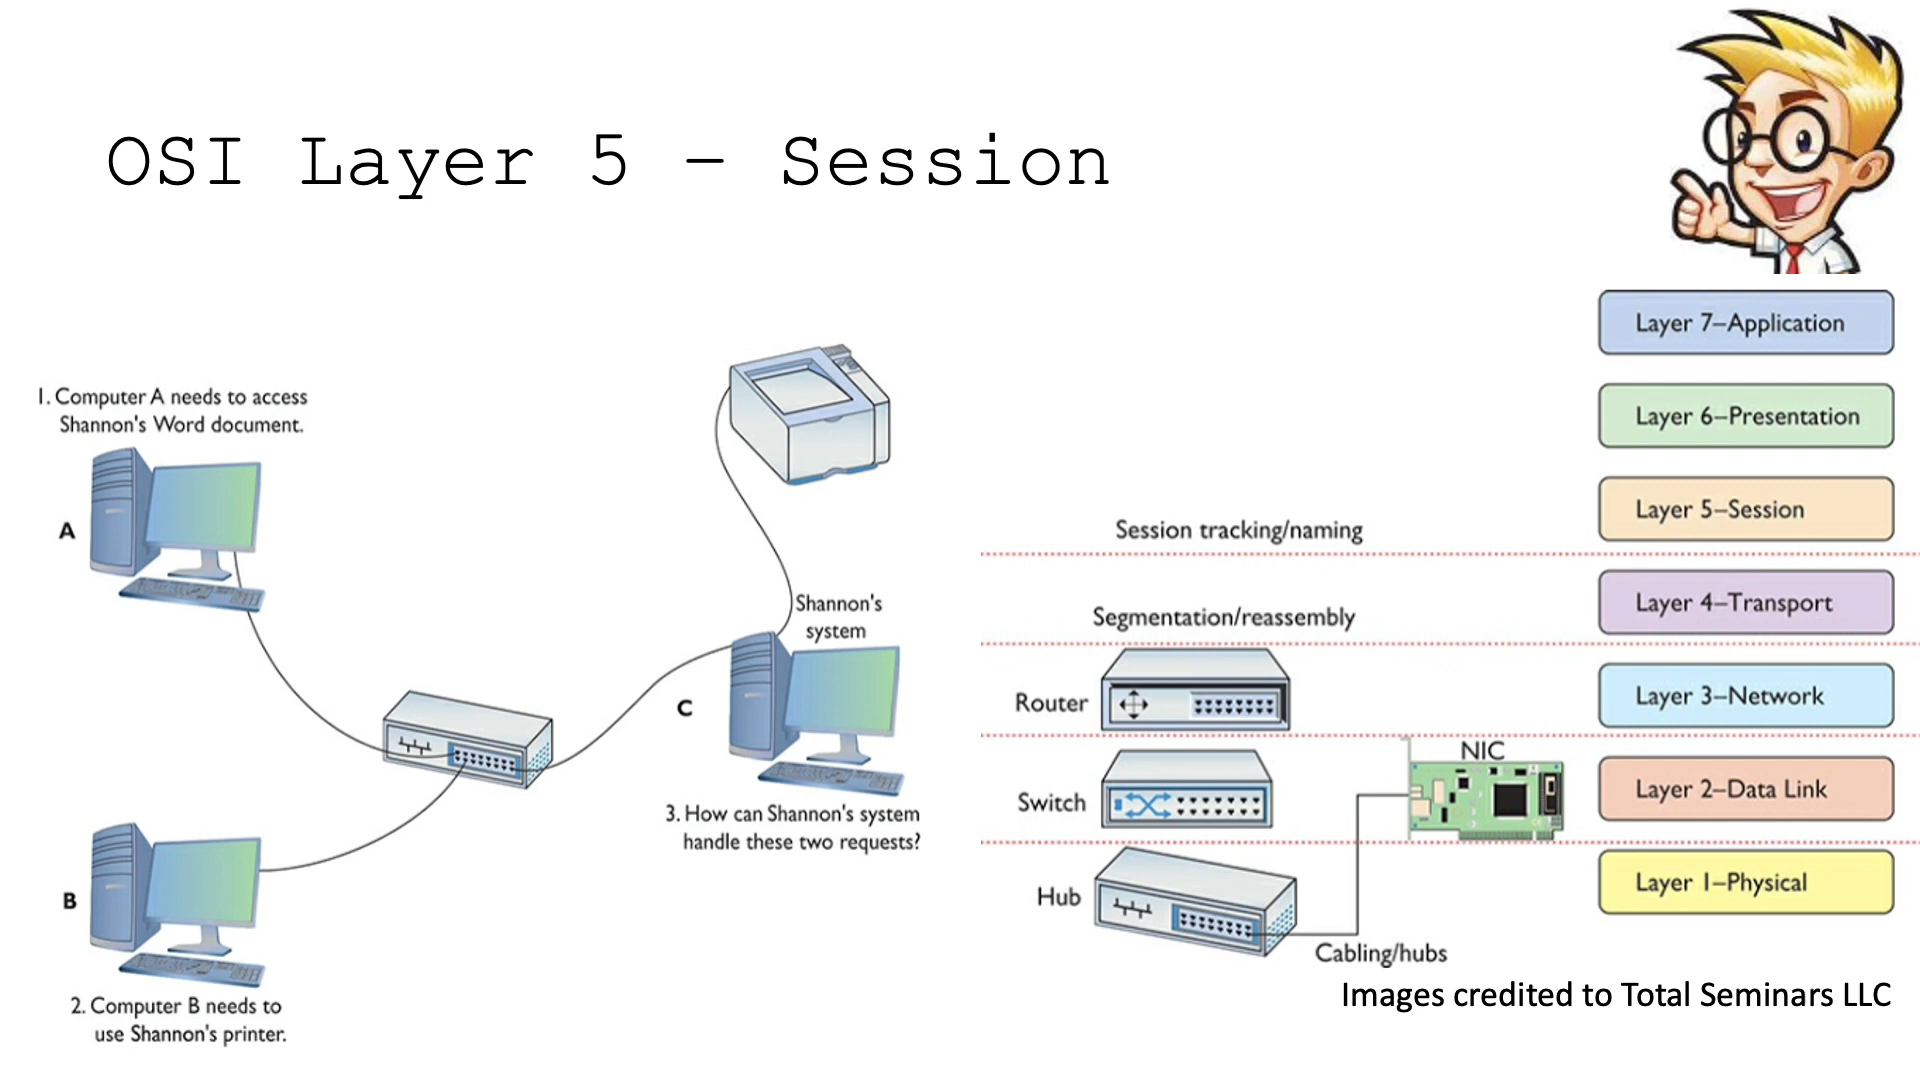 OSI Layer 5 – Session
1. Computer A needs to access
Shannon's Word document.
A
Shannon's
system
C
3. How can Shannon's system
handle these two requests?
B
2. Computer B needs to
use Shannon's printer.
Layer 7–Application
Layer 6–Presentation
Layer 5–Session
Session tracking/naming
Layer 4–Transport
Segmentation/reassembly
Router
Layer 3–Network
NIC
Switch
Layer 2–Data Link
Hub
Layer 1–Physical
Cabling/hubs
Images credited to Total Seminars LLC